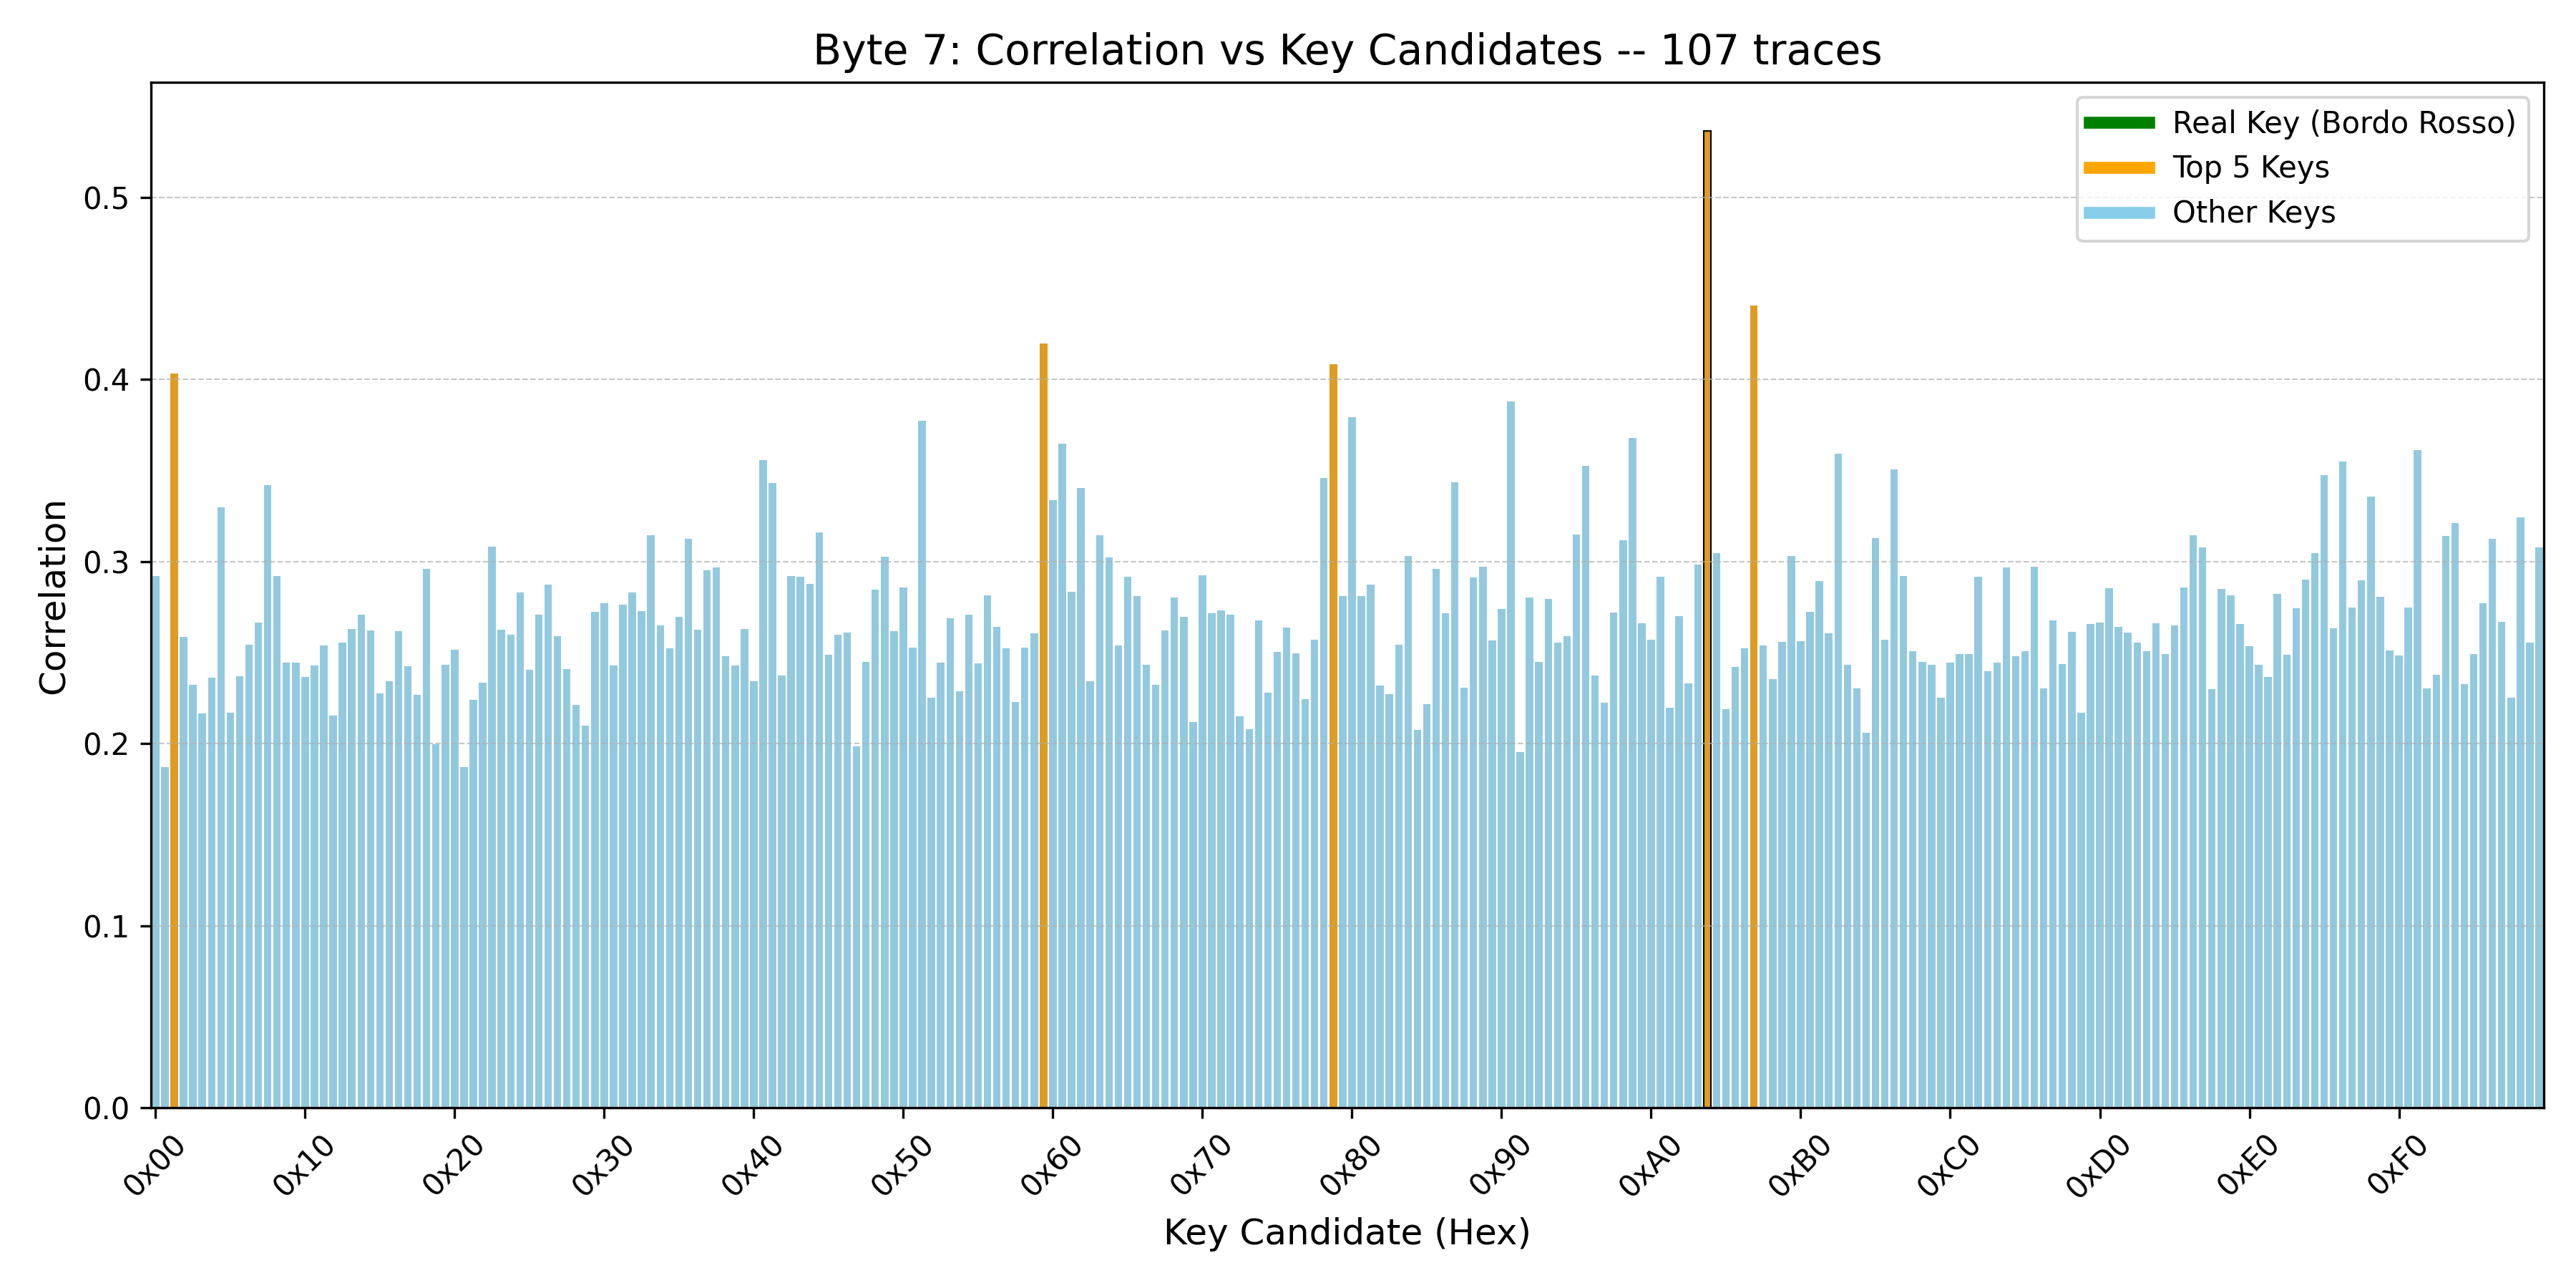 Byte 7: Correlation vs Key Candidates -- 107 traces
Real Key (Bordo Rosso)
Top 5 Keys
Other Keys
Correlation
0.5
0.4
0.3
0.2
0.1
0.0
0x00 0x10 0x20 0x30 0x40 0x50 0x60 0x70 0x80 0x90 0xA0 0xB0 0xC0 0xD0 0xE0 0xF0
Key Candidate (Hex)